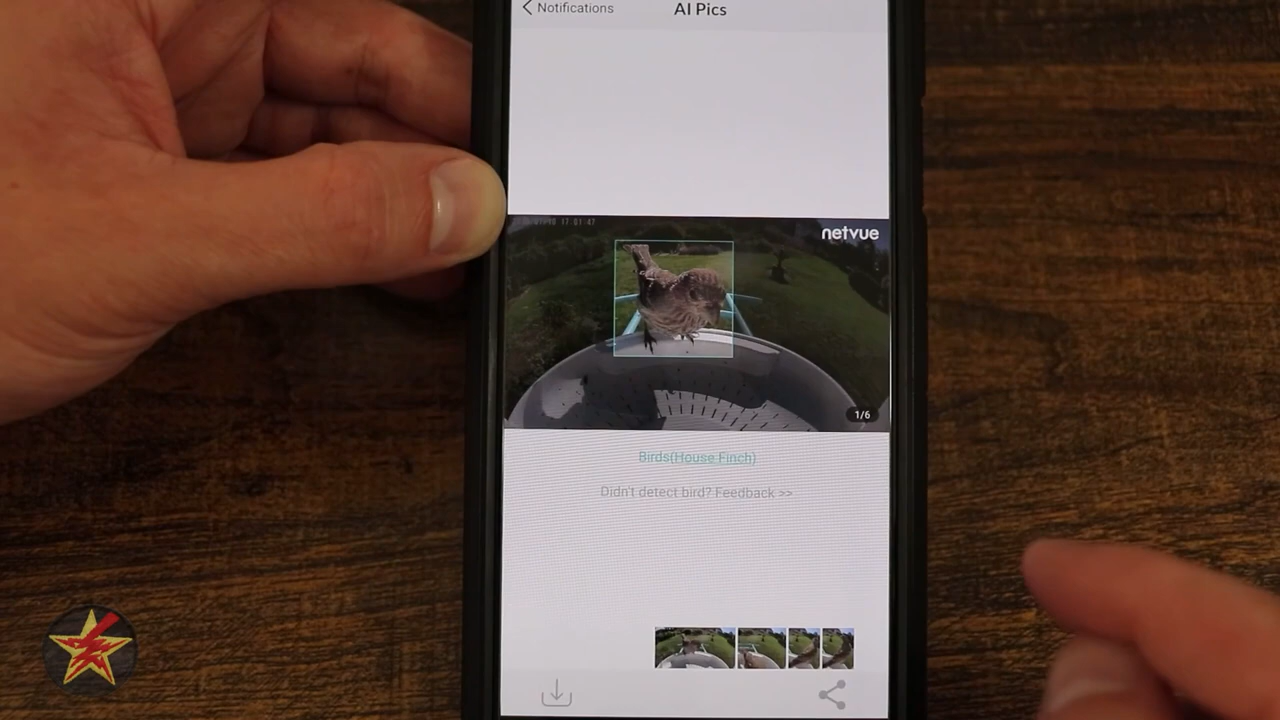 Notifications
AI Pics
netvue
1/6
Birds(House Finch)
Didn't detect bird? Feedback >>